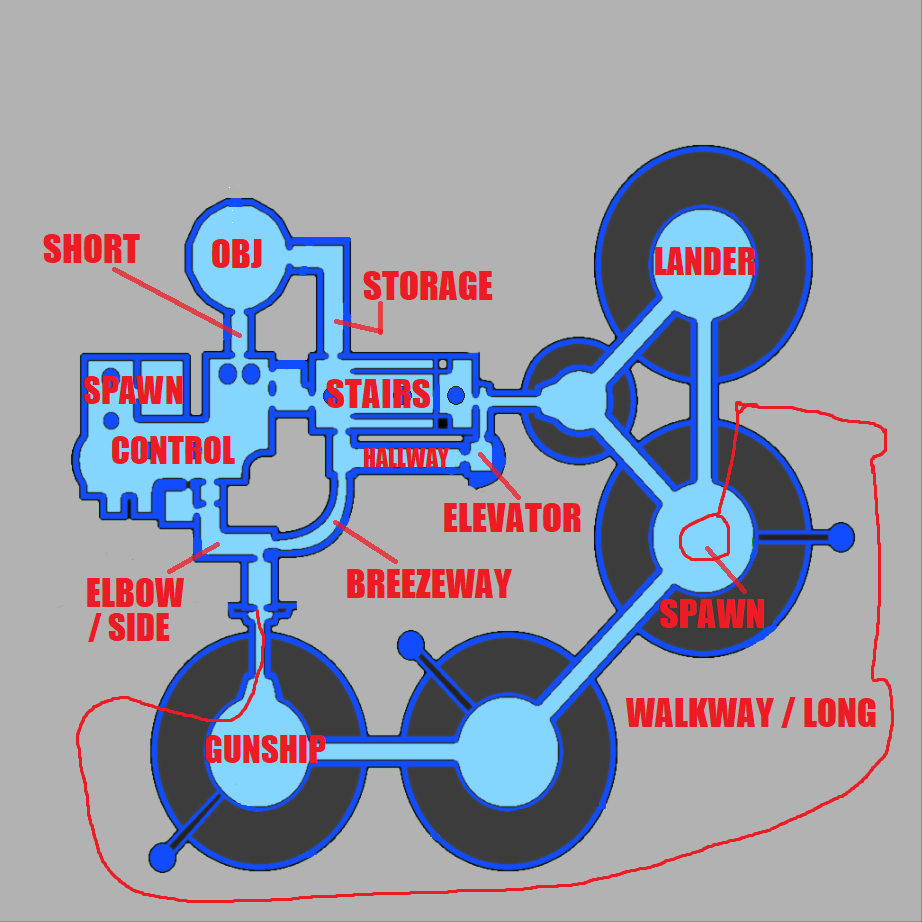 SHORT
OBJ
LANDER
STORAGE
SPAWN
STAIRS
CONTROL
HALLWAY
ELEVATOR
ELBOW
/ SIDE
BREEZEWAY
SPAWN
WALKWAY / LONG
GUNSHIP